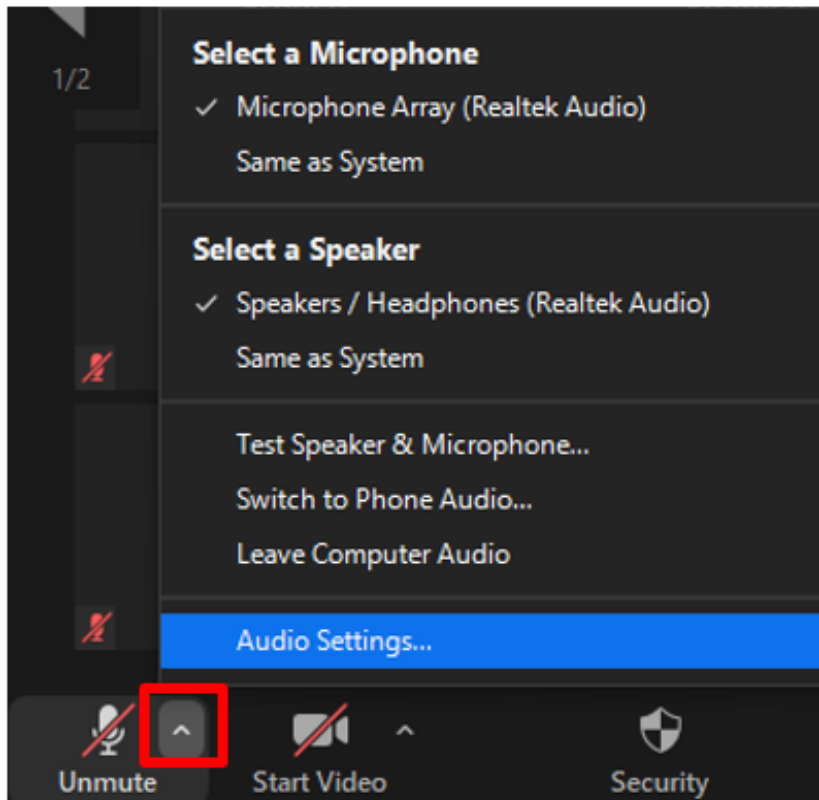 1/2
Select a Microphone
Microphone Array (Realtek Audio)
Same as System
Select a Speaker
Speakers / Headphones (Realtek Audio)
Same as System
Test Speaker & Microphone...
Switch to Phone Audio...
Leave Computer Audio
Audio Settings...
Unmute
Start Video
Security